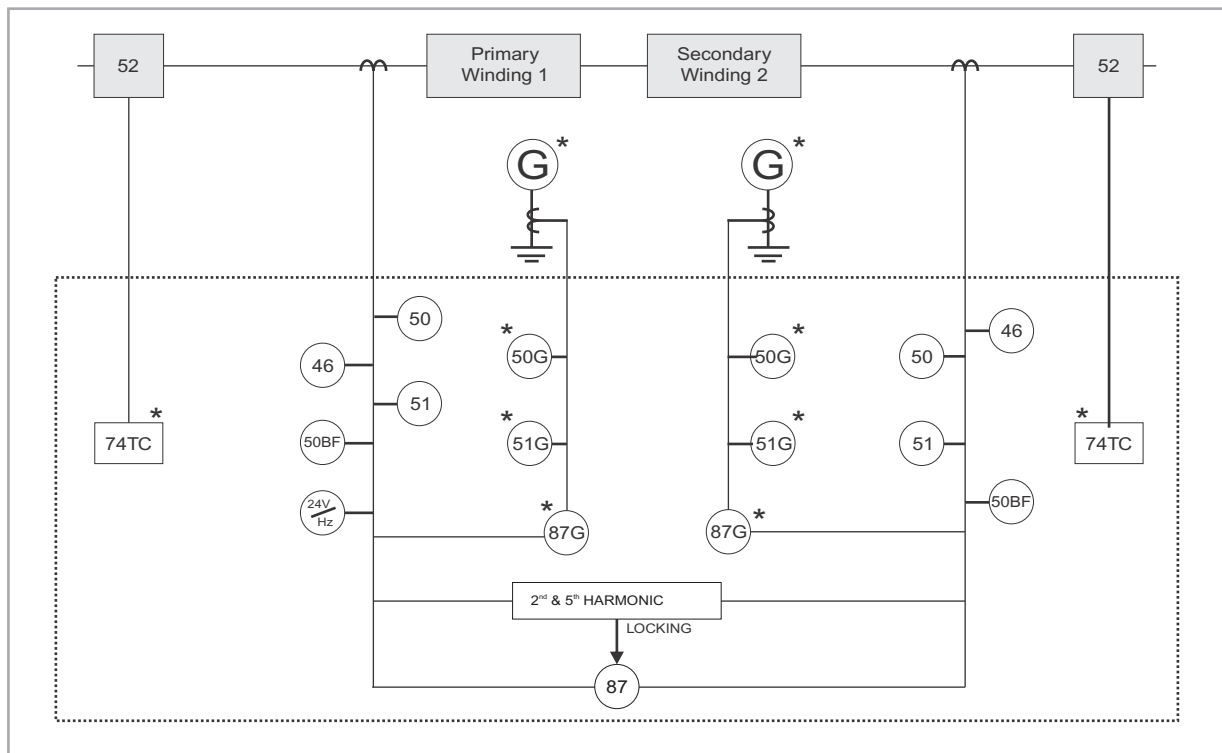 52
Primary
Winding 1
Secondary
Winding 2
52
G*
G*
50
46
51
50BF
24V
Hz
*
50G
*
51G
*
87G
*
50G
*
51G
*
87G
46
50
51
50BF
*
74TC
*
74TC
2nd & 5th HARMONIC
LOCKING
87